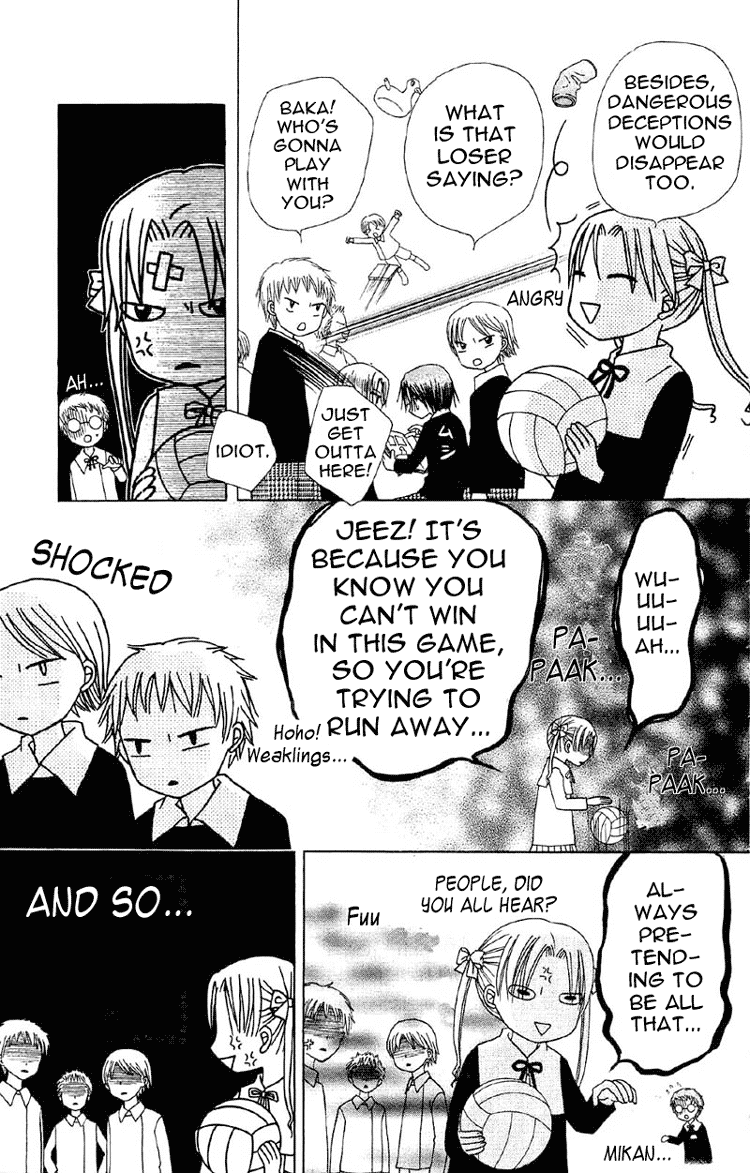 BESIDES,
DANGEROUS
DECEPTIONS
WOULD
DISAPPEAR
TOO.
WHAT
IS THAT
LOSER
SAYING?
BAKA!
WHO'S
GONNA
PLAY
WITH
YOU?
ANGRY
JUST
GET
OUTTA
HERE!
IDIOT.
AH...
WU-
UU-
UU-
AH...
PA-
PAAK...
PA-
PAAK...
JEEZ! IT'S
BECAUSE YOU
KNOW YOU
CAN'T WIN
IN THIS GAME,
SO YOU'RE
TRYING TO
RUN AWAY...
Hoho!
Weaklings...
SHOCKED
AL-
WAYS
PRE-
TEND-
ING TO
BE ALL
THAT...
PEOPLE, DID
YOU ALL HEAR?
Fuu
MIKAN...
AND SO...